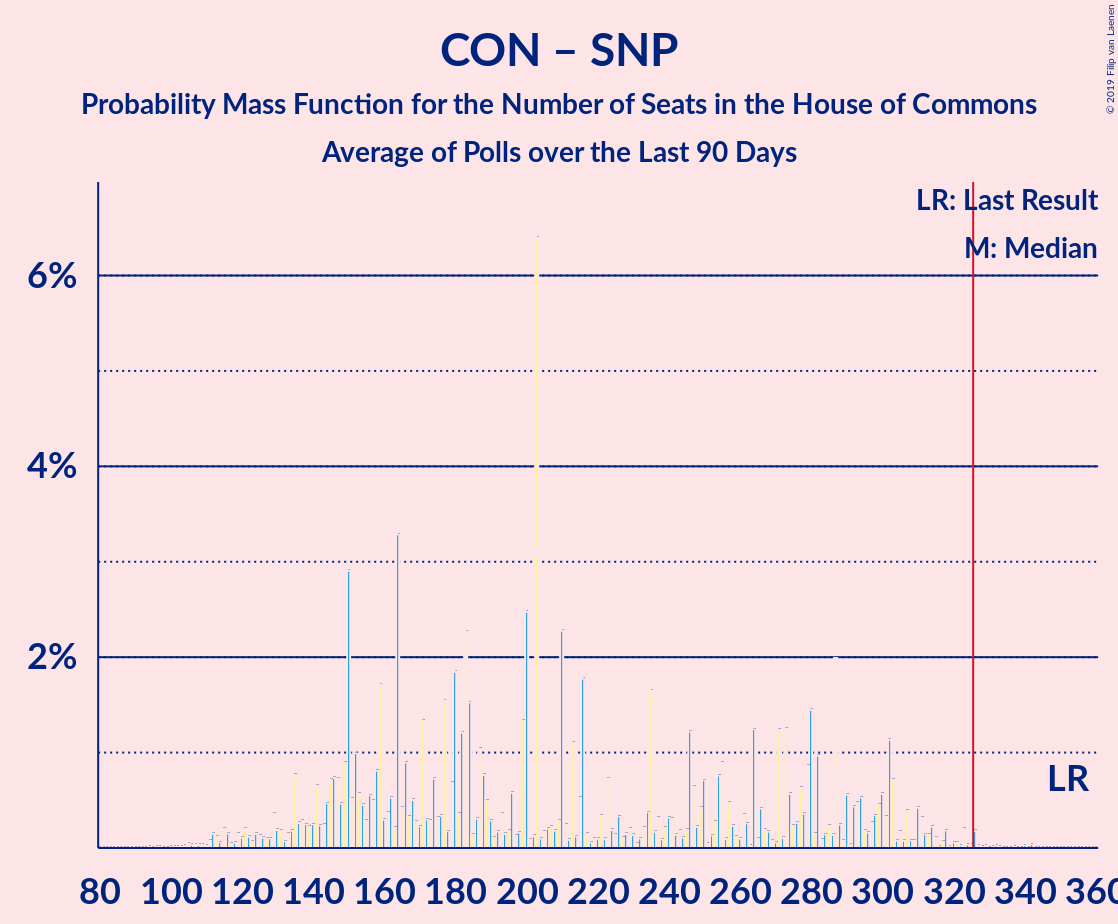 CON – SNP
Probability Mass Function for the Number of Seats in the House of Commons
Average of Polls over the Last 90 Days
© 2019 Filip van Laenen
LR: Last Result
M: Median
6%
4%
2%
LR
80 100 120 140 160 180 200 220 240 260 280 300 320 340 360